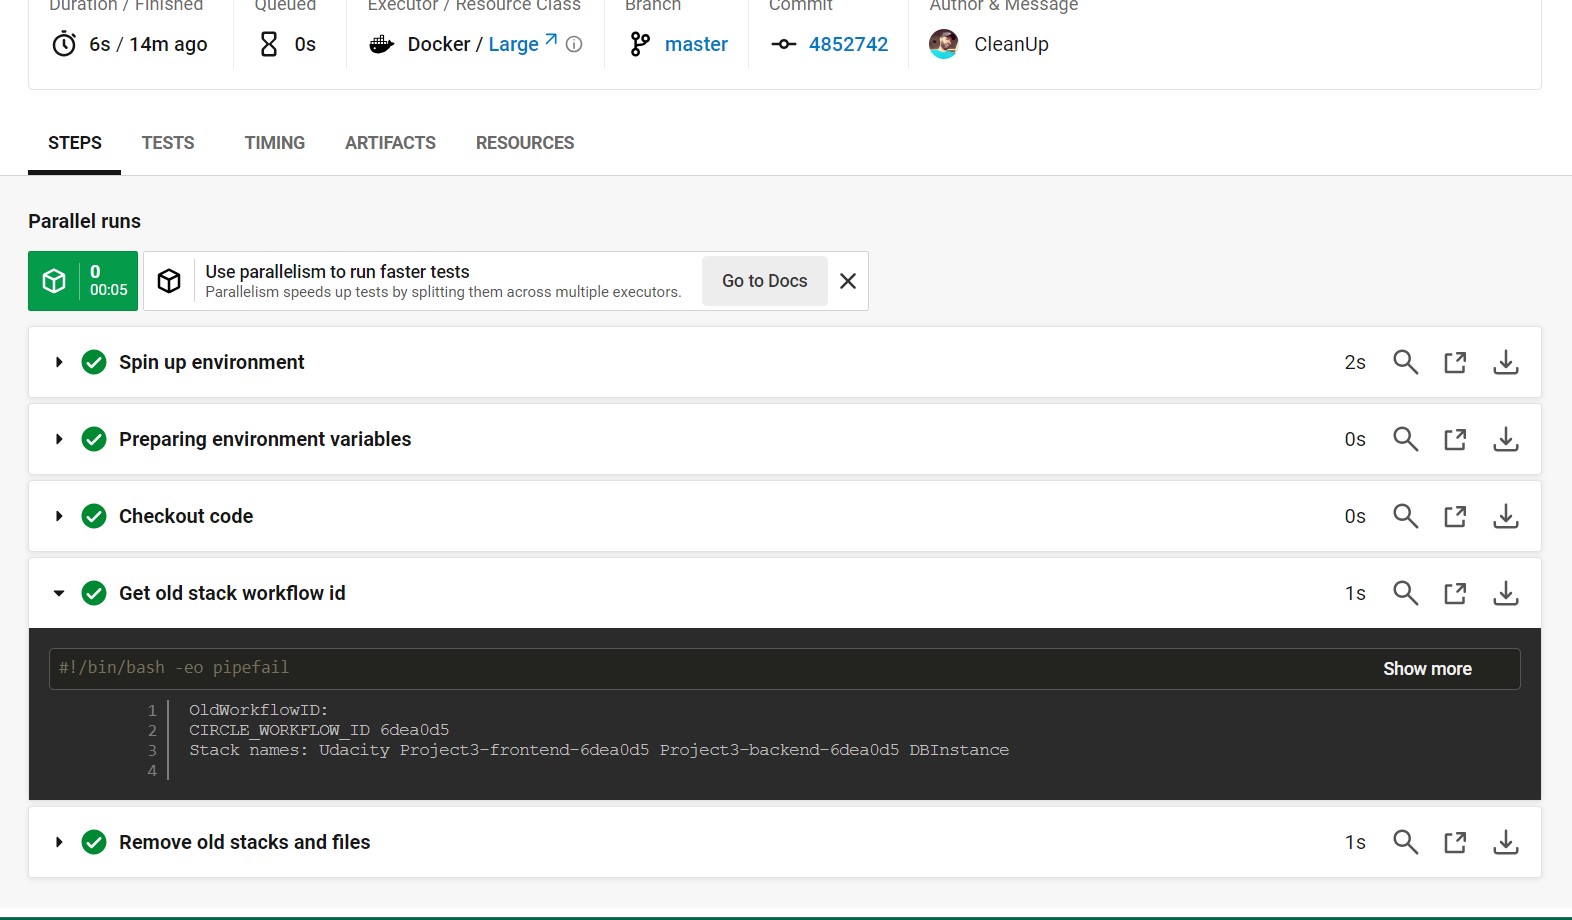 Duration / Finished Queued Executor / Resource Class Branch Commit Author & Message
6s / 14m ago 0s Docker / Large master 4852742 CleanUp
STEPS TESTS TIMING ARTIFACTS RESOURCES
Parallel runs
0
00:05
Use parallelism to run faster tests
Parallelism speeds up tests by splitting them across multiple executors.
Go to Docs
Spin up environment 2s
Preparing environment variables 0s
Checkout code 0s
Get old stack workflow id 1s
#!/bin/bash -eo pipefail Show more
1 OldWorkflowID:
2 CIRCLE_WORKFLOW_ID 6dea0d5
3 Stack names: Udacity Project3-frontend-6dea0d5 Project3-backend-6dea0d5 DBInstance
4
Remove old stacks and files 1s